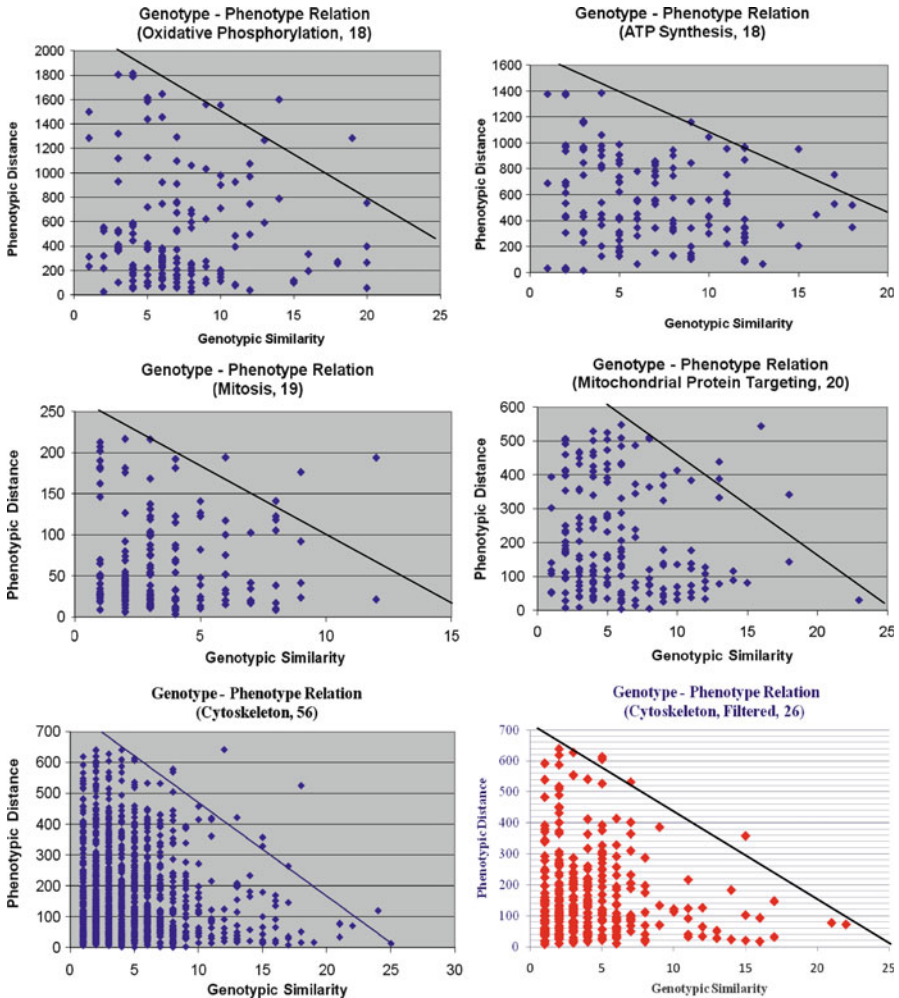 Genotype - Phenotype Relation
(Oxidative Phosphorylation, 18)
Phenotypic Distance
2000
1800
1600
1400
1200
1000
800
600
400
200
0
0 5 10 15 20 25
Genotypic Similarity
Genotype - Phenotype Relation
(ATP Synthesis, 18)
Phenotypic Distance
1600
1400
1200
1000
800
600
400
200
0
0 5 10 15 20
Genotypic Similarity
Genotype - Phenotype Relation
(Mitosis, 19)
Phenotypic Distance
250
200
150
100
50
0
0 5 10 15
Genotypic Similarity
Genotype - Phenotype Relation
(Mitochondrial Protein Targeting, 20)
Phenotypic Distance
600
500
400
300
200
100
0
0 5 10 15 20 25
Genotypic Similarity
Genotype - Phenotype Relation
(Cytoskeleton, 56)
Phenotypic Distance
700
600
500
400
300
200
100
0
0 5 10 15 20 25 30
Genotypic Similarity
Genotype - Phenotype Relation
(Cytoskeleton, Filtered, 26)
Phenotypic Distance
700
600
500
400
300
200
100
0
0 5 10 15 20 25
Genotypic Similarity